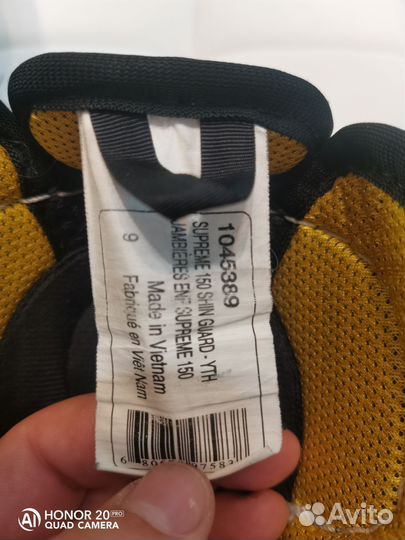 1045389
SUPREME 150 SHIN GUARD - YTH
JAMBIÈRES ENF SUPREME 150
9
Made in Vietnam
Fabriqué en Viêt Nam
HONOR 20 PRO
QUAD CAMERA
Avito